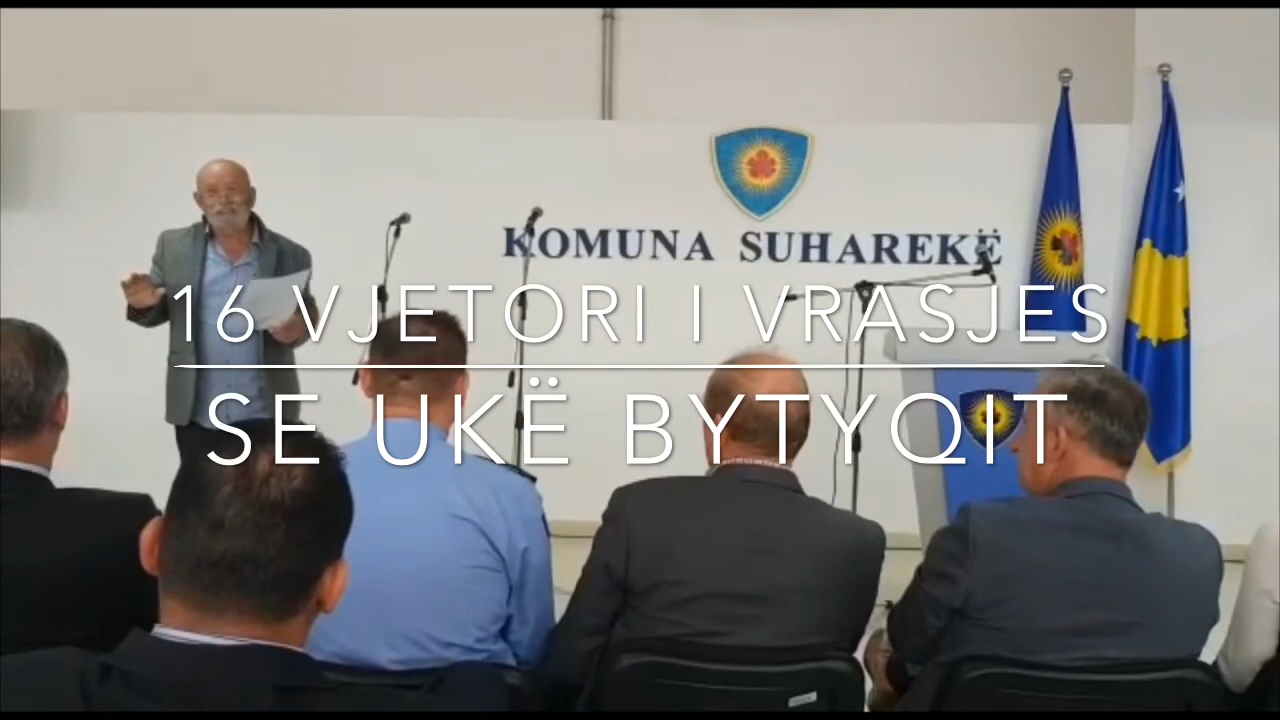 KOMUNA SUHAREKË
16 VJETORI I VRASJES
SE UKË BYTYQIT